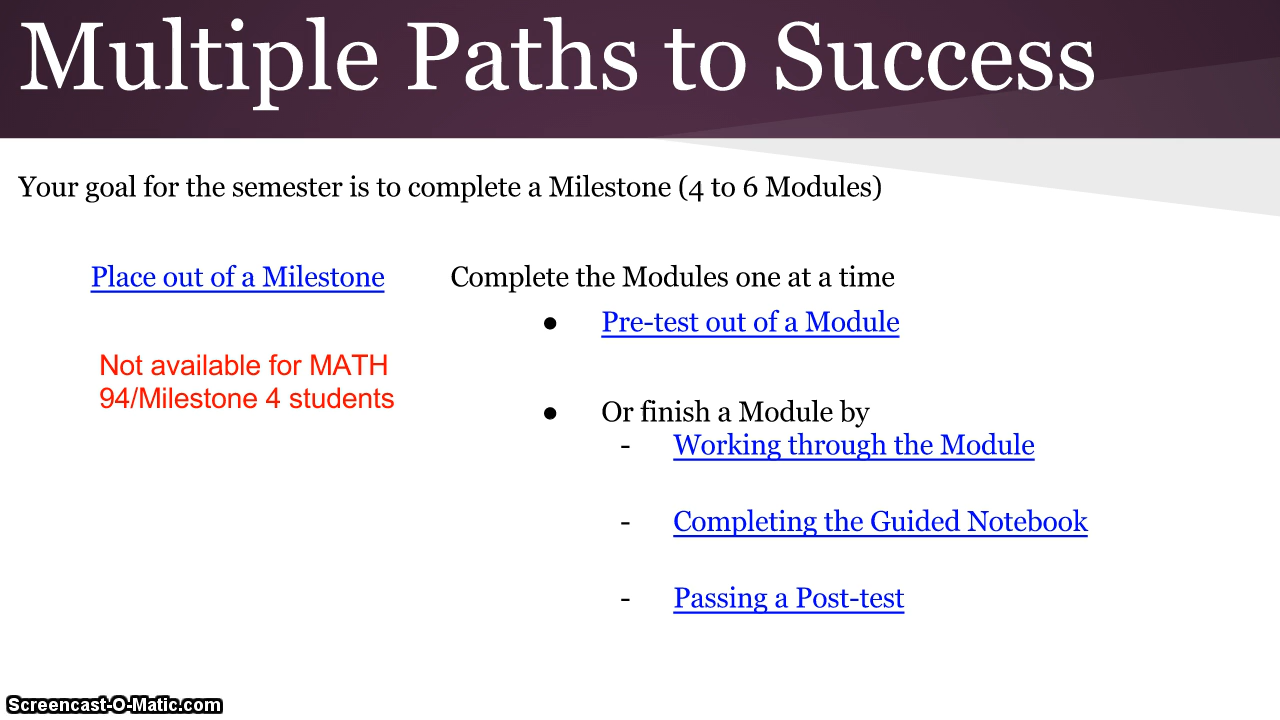 Multiple Paths to Success
Your goal for the semester is to complete a Milestone (4 to 6 Modules)
Place out of a Milestone
Not available for MATH
94/Milestone 4 students
Complete the Modules one at a time
● Pre-test out of a Module
● Or finish a Module by
- Working through the Module
- Completing the Guided Notebook
- Passing a Post-test
Screencast-O-Matic.com